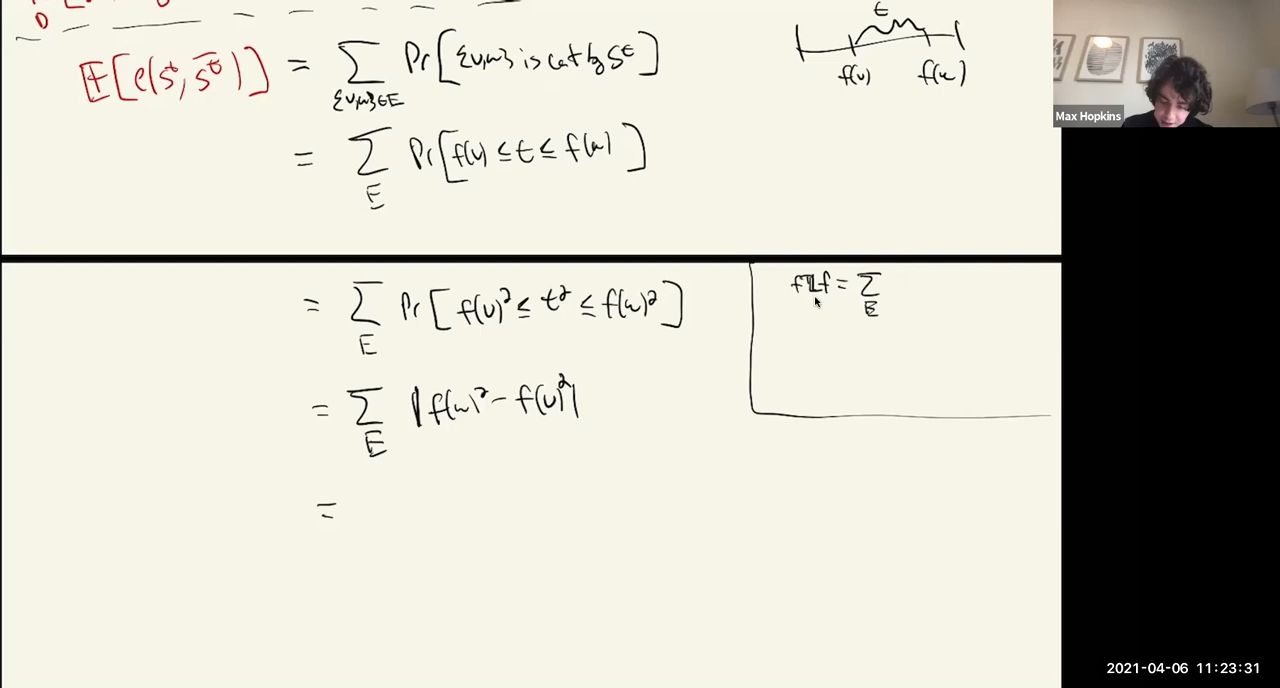 E[e(S^t, S̄^t)] = Σ_{{v,w}∈E} Pr[{v,w} is cut by S^t]
t
f(v) f(w)
= Σ_E Pr[f(v) ≤ t ≤ f(w)]
Max Hopkins
= Σ_E Pr[f(v)² ≤ t² ≤ f(w)²]
fᵀLf = Σ_E
= Σ_E |f(w)² - f(v)²|
=
2021-04-06 11:23:31